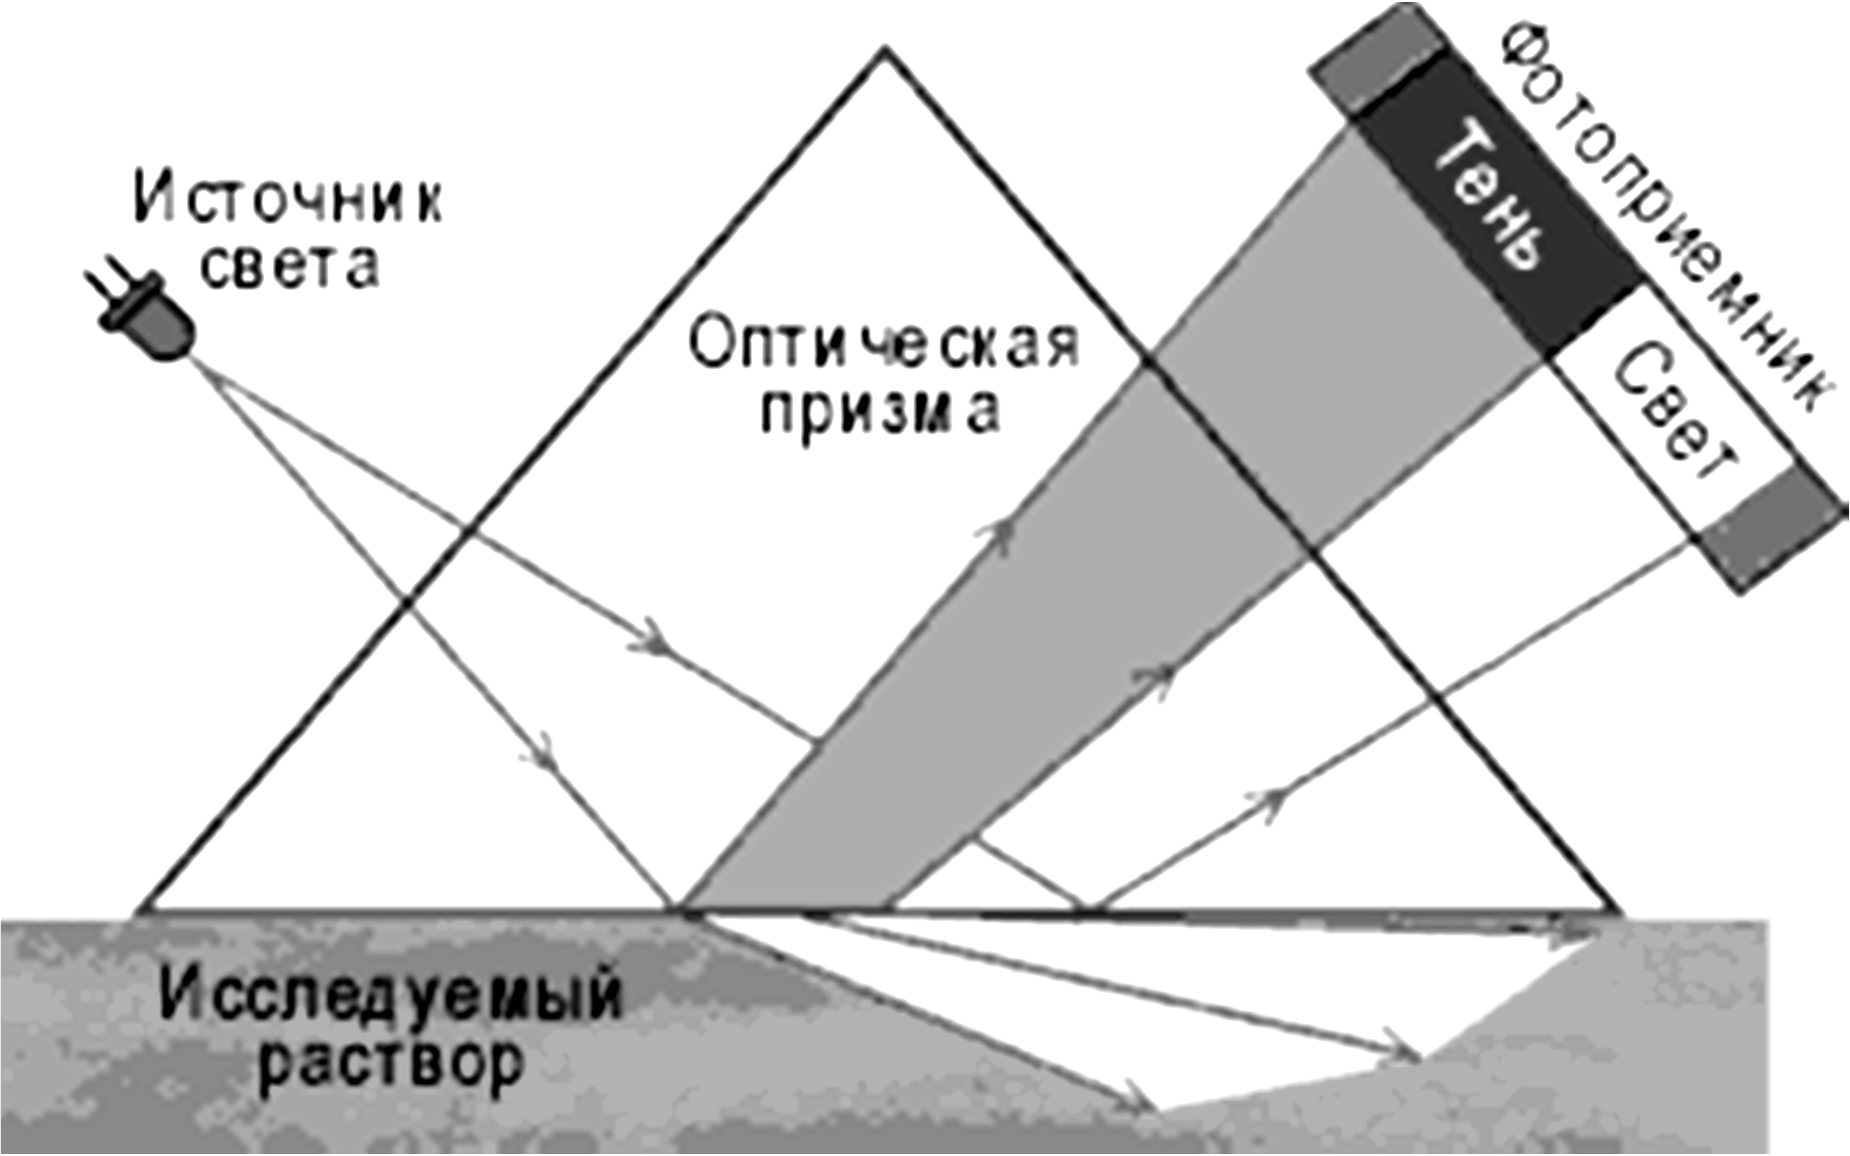 Источник
света
Оптическая
призма
Фотоприемник
Тень
Свет
Исследуемый
раствор